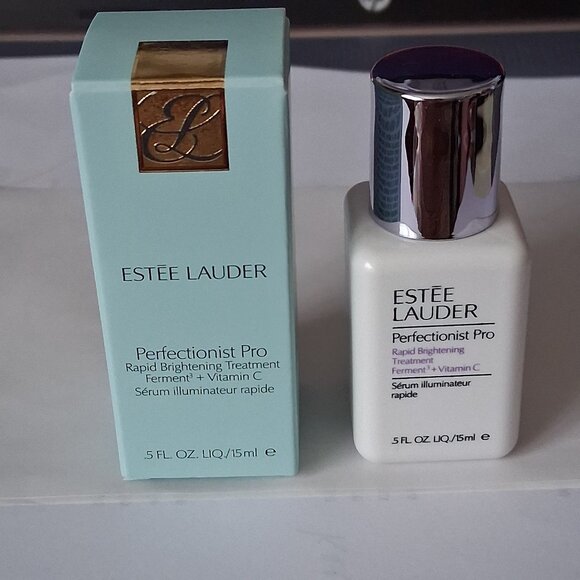 EL
ESTĒE LAUDER
Perfectionist Pro
Rapid Brightening Treatment
Ferment³ + Vitamin C
Sérum illuminateur rapide
.5 FL. OZ. LIQ./15ml ℮
ESTĒE
LAUDER
Perfectionist Pro
Rapid Brightening
Treatment
Ferment³ + Vitamin C
Sérum illuminateur
rapide
.5 FL. OZ. LIQ./15ml ℮